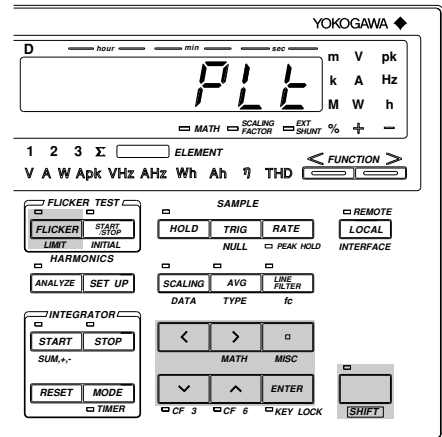 YOKOGAWA
D hour min sec m V pk
PLt
k A Hz
M W h
MATH SCALING FACTOR EXT SHUNT % + −
1 2 3 Σ ELEMENT
V A W Apk VHz AHz Wh Ah η THD < FUNCTION >
FLICKER TEST SAMPLE
REMOTE
FLICKER START/STOP HOLD TRIG RATE LOCAL
LIMIT INITIAL NULL PEAK HOLD INTERFACE
HARMONICS
ANALYZE SET UP SCALING AVG LINE FILTER
DATA TYPE fc
INTEGRATOR
START STOP < > ▫
SUM,+,- MATH MISC
RESET MODE ∨ ∧ ENTER
TIMER CF 3 CF 6 KEY LOCK SHIFT